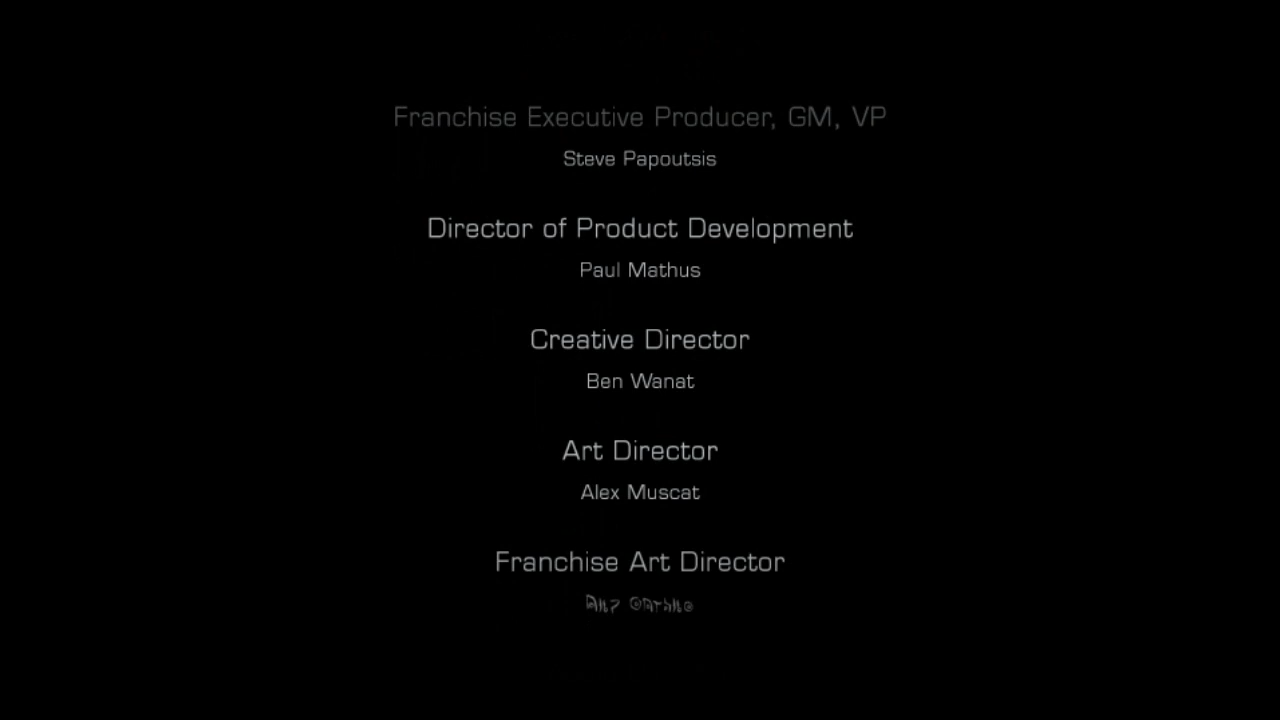 Franchise Executive Producer, GM, VP
Steve Papoutsis
Director of Product Development
Paul Mathus
Creative Director
Ben Wanat
Art Director
Alex Muscat
Franchise Art Director